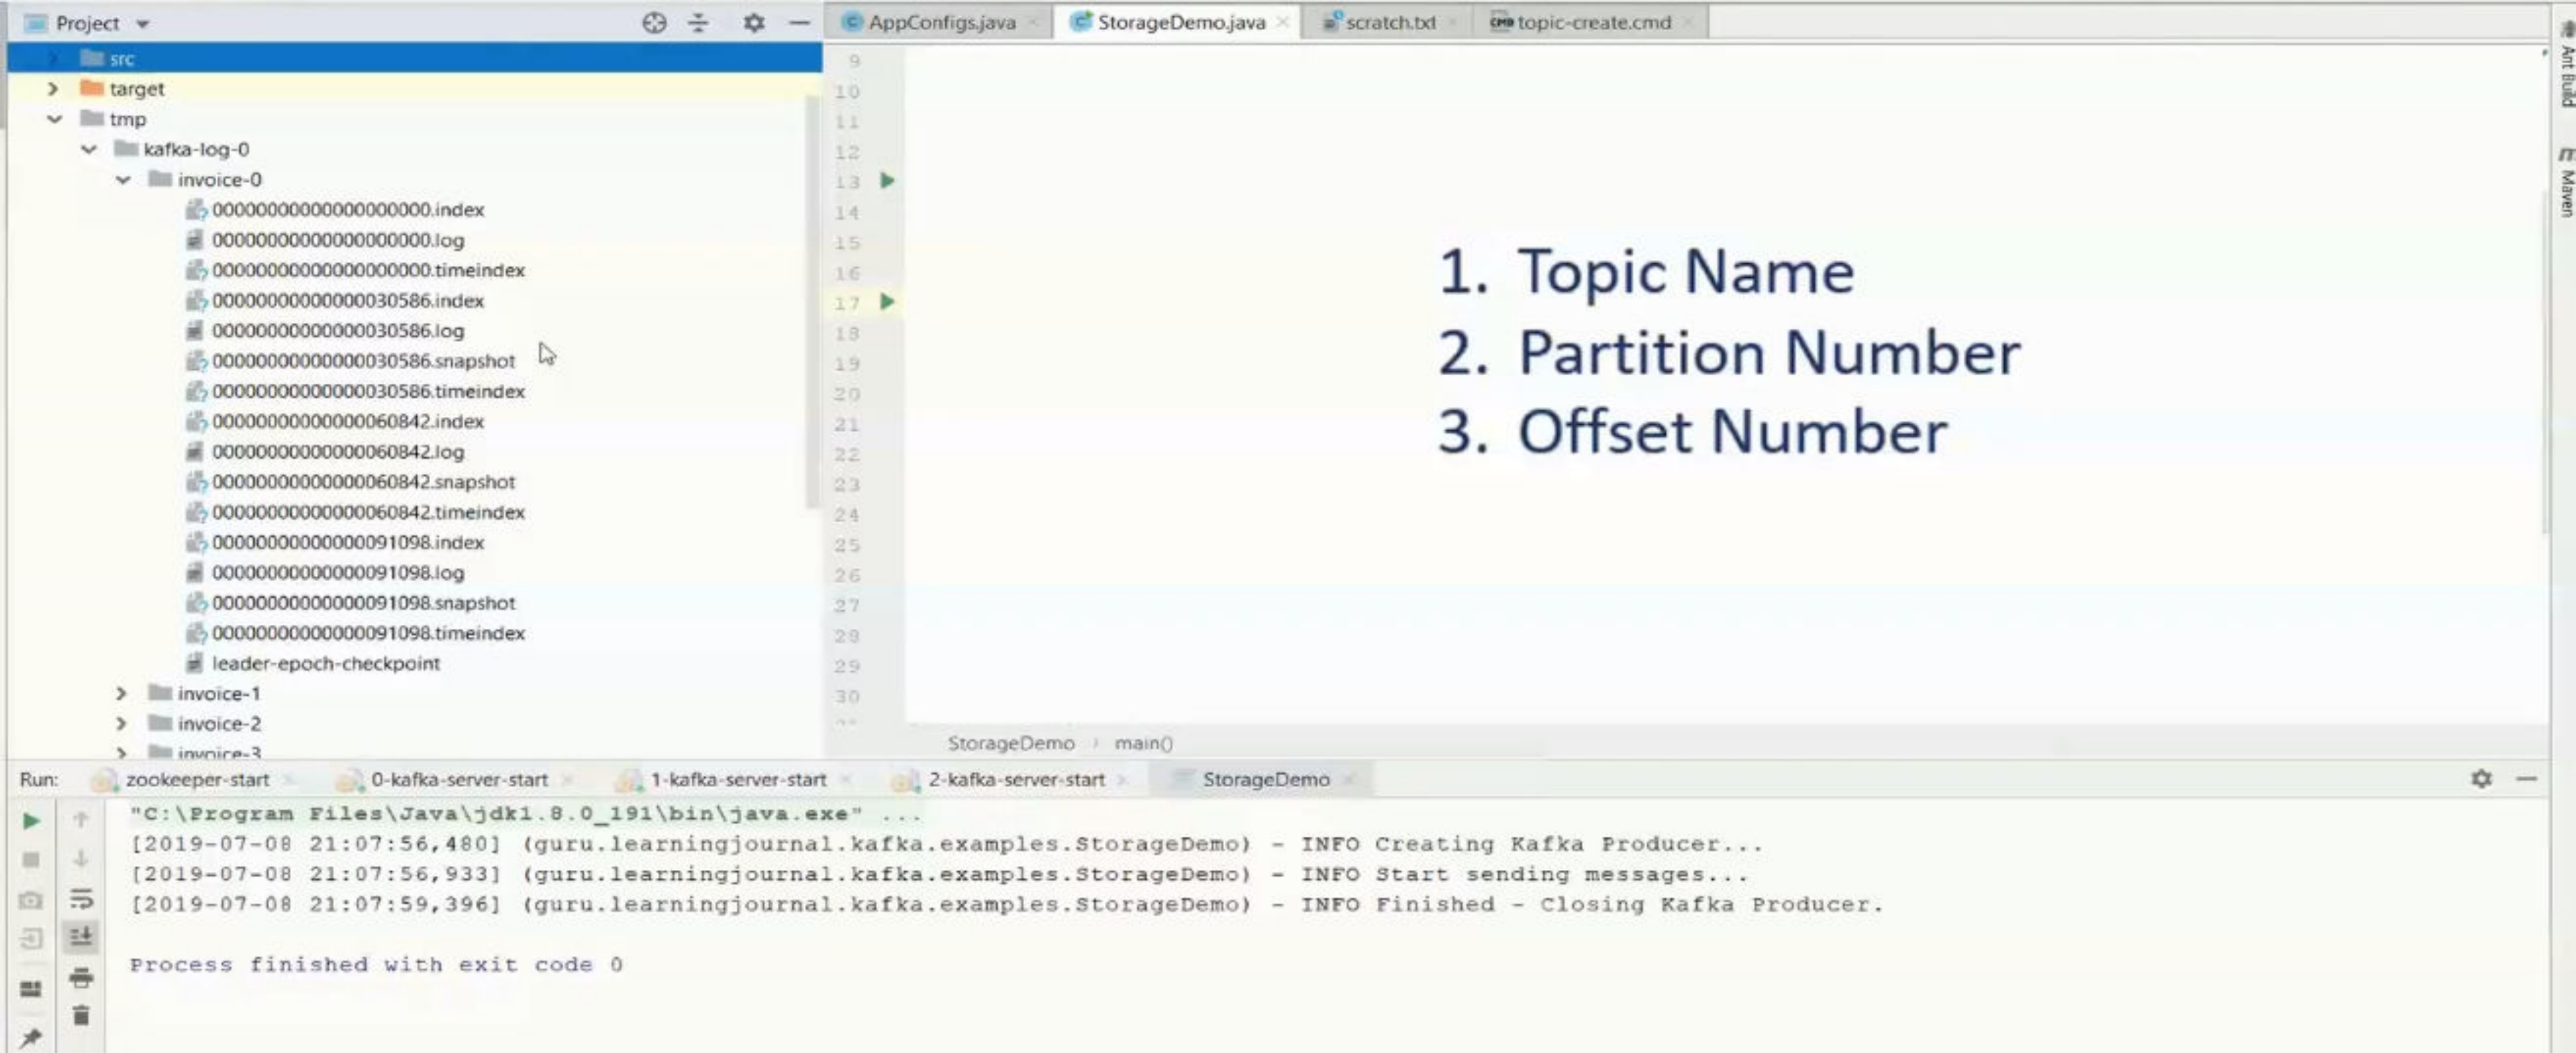 Project
AppConfigs.java
StorageDemo.java
scratch.txt
topic-create.cmd
src
target
tmp
kafka-log-0
invoice-0
00000000000000000000.index
00000000000000000000.log
00000000000000000000.timeindex
00000000000000030586.index
00000000000000030586.log
00000000000000030586.snapshot
00000000000000030586.timeindex
00000000000000060842.index
00000000000000060842.log
00000000000000060842.snapshot
00000000000000060842.timeindex
00000000000000091098.index
00000000000000091098.log
00000000000000091098.snapshot
00000000000000091098.timeindex
leader-epoch-checkpoint
invoice-1
invoice-2
invoice-3
9
10
11
12
13
14
15
16
17
18
19
20
21
22
23
24
25
26
27
29
29
30
1. Topic Name
2. Partition Number
3. Offset Number
Ant Build
Maven
StorageDemo › main()
Run: zookeeper-start 0-kafka-server-start 1-kafka-server-start 2-kafka-server-start StorageDemo
"C:\Program Files\Java\jdk1.8.0_191\bin\java.exe" ...
[2019-07-08 21:07:56,480] (guru.learningjournal.kafka.examples.StorageDemo) - INFO Creating Kafka Producer...
[2019-07-08 21:07:56,933] (guru.learningjournal.kafka.examples.StorageDemo) - INFO Start sending messages...
[2019-07-08 21:07:59,396] (guru.learningjournal.kafka.examples.StorageDemo) - INFO Finished - Closing Kafka Producer.
Process finished with exit code 0